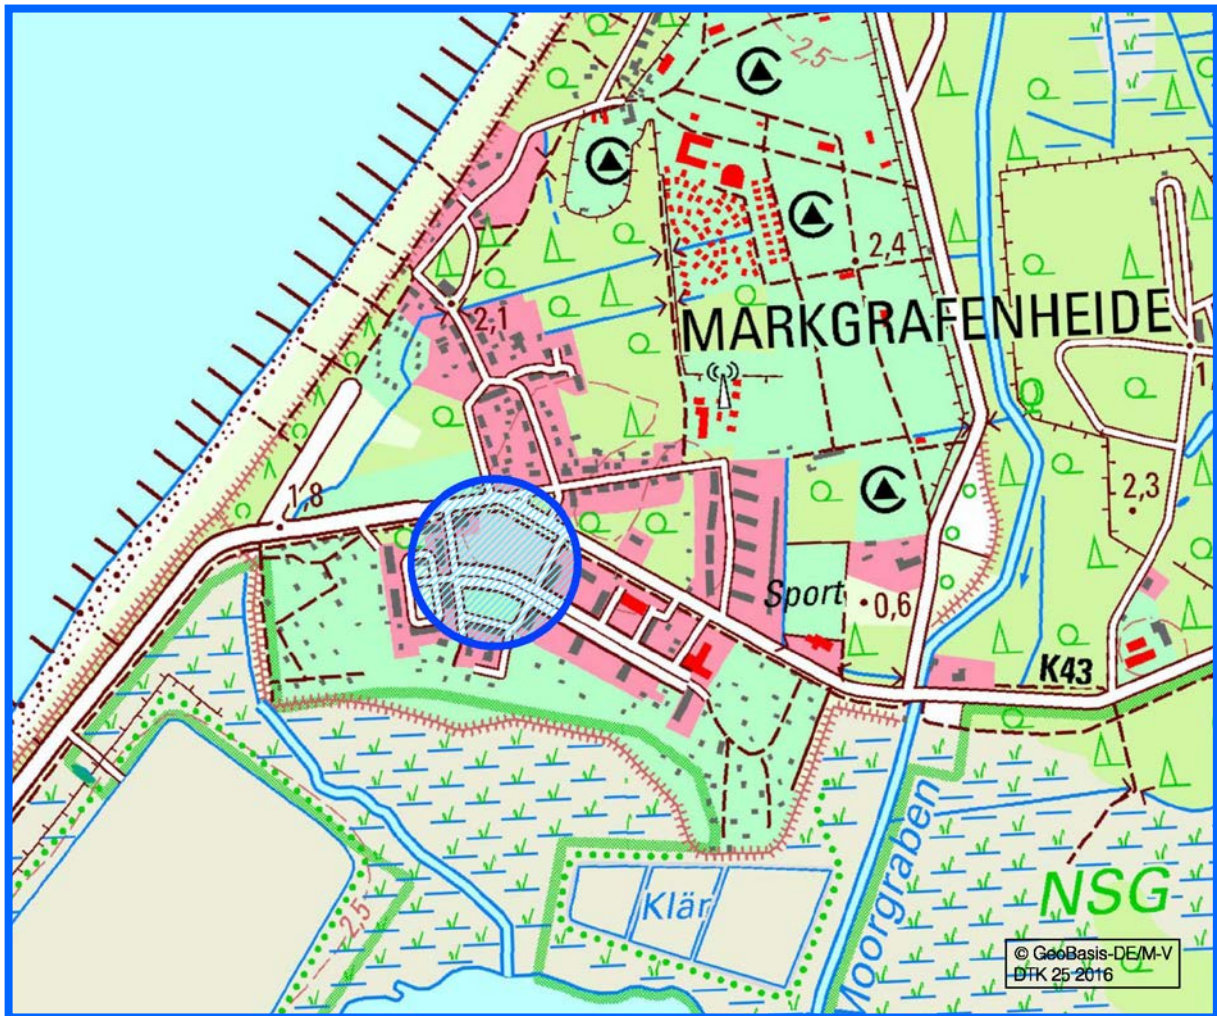 2,5
2,4
MARKGRAFENHEIDE
2,1
1,8
2,3
Sport
0,6
K43
Moorgraben
NSG
2,5
Klär
© GeoBasis-DE/M-V
DTK 25 2016